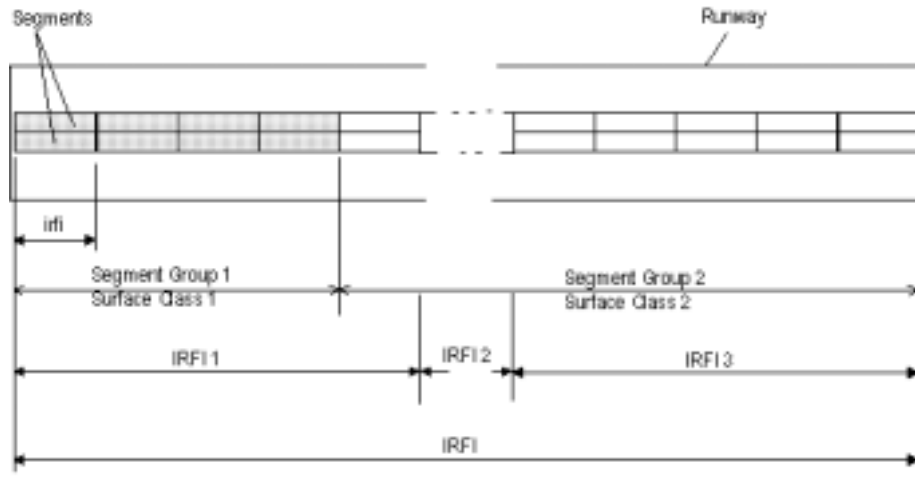 Segments
Runway
irfi
Segment Group 1
Surface Class 1
Segment Group 2
Surface Class 2
IRFI 1
IRFI 2
IRFI 3
IRFI